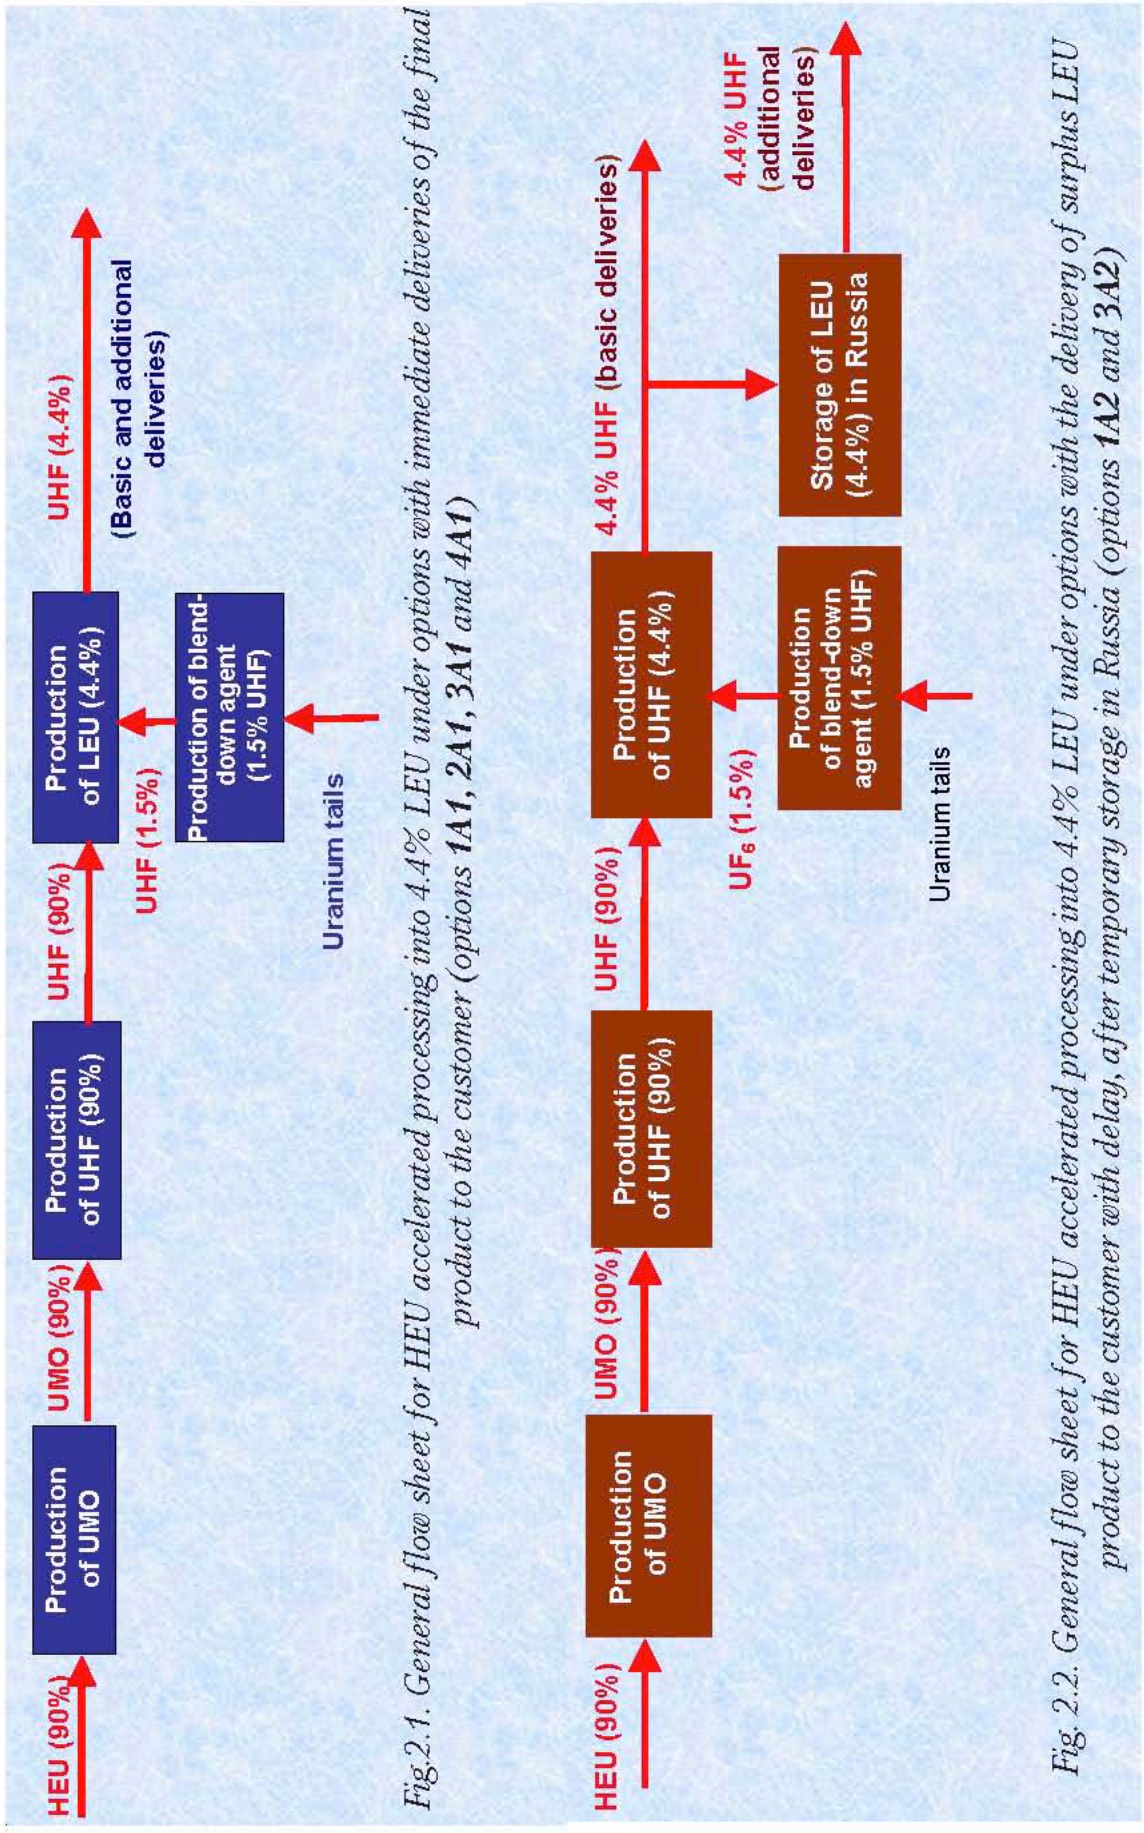 HEU (90%)
Production
of UMO
UMO (90%)
Production
of UHF (90%)
UHF (90%)
Production
of LEU (4.4%)
UHF (4.4%)
(Basic and additional
deliveries)
UHF (1.5%)
Production of blend-
down agent
(1.5% UHF)
Uranium tails
Fig.2.1. General flow sheet for HEU accelerated processing into 4.4% LEU under options with immediate deliveries of the final
product to the customer (options 1A1, 2A1, 3A1 and 4A1)
HEU (90%)
Production
of UMO
UMO (90%)
Production
of UHF (90%)
UHF (90%)
Production
of UHF (4.4%)
4.4% UHF (basic deliveries)
UF₆ (1.5%)
Production
of blend-down
agent (1.5% UHF)
Uranium tails
Storage of LEU
(4.4%) in Russia
4.4% UHF
(additional
deliveries)
Fig. 2.2. General flow sheet for HEU accelerated processing into 4.4% LEU under options with the delivery of surplus LEU
product to the customer with delay, after temporary storage in Russia (options 1A2 and 3A2)